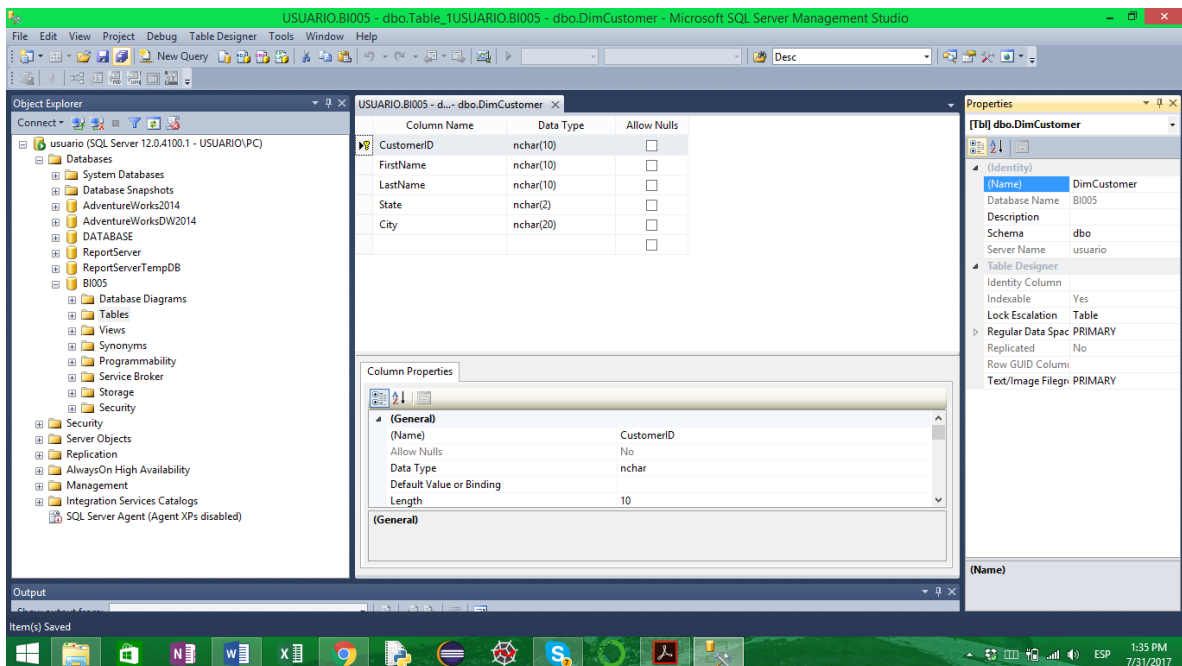 USUARIO.BI005 - dbo.Table_1USUARIO.BI005 - dbo.DimCustomer - Microsoft SQL Server Management Studio
File Edit View Project Debug Table Designer Tools Window Help
New Query Desc
Object Explorer
Connect
usuario (SQL Server 12.0.4100.1 - USUARIO\PC)
Databases
System Databases
Database Snapshots
AdventureWorks2014
AdventureWorksDW2014
DATABASE
ReportServer
ReportServerTempDB
BI005
Database Diagrams
Tables
Views
Synonyms
Programmability
Service Broker
Storage
Security
Security
Server Objects
Replication
AlwaysOn High Availability
Management
Integration Services Catalogs
SQL Server Agent (Agent XPs disabled)
USUARIO.BI005 - d...- dbo.DimCustomer
Column Name Data Type Allow Nulls
CustomerID nchar(10)
FirstName nchar(10)
LastName nchar(10)
State nchar(2)
City nchar(20)
Column Properties
(General)
(Name) CustomerID
Allow Nulls No
Data Type nchar
Default Value or Binding
Length 10
(General)
Properties
[Tbl] dbo.DimCustomer
(Identity)
(Name) DimCustomer
Database Name BI005
Description
Schema dbo
Server Name usuario
Table Designer
Identity Column
Indexable Yes
Lock Escalation Table
Regular Data Spac PRIMARY
Replicated No
Row GUID Colum
Text/Image Filegr PRIMARY
(Name)
Output
Show output from:
Item(s) Saved
ESP
1:35 PM
7/31/2017